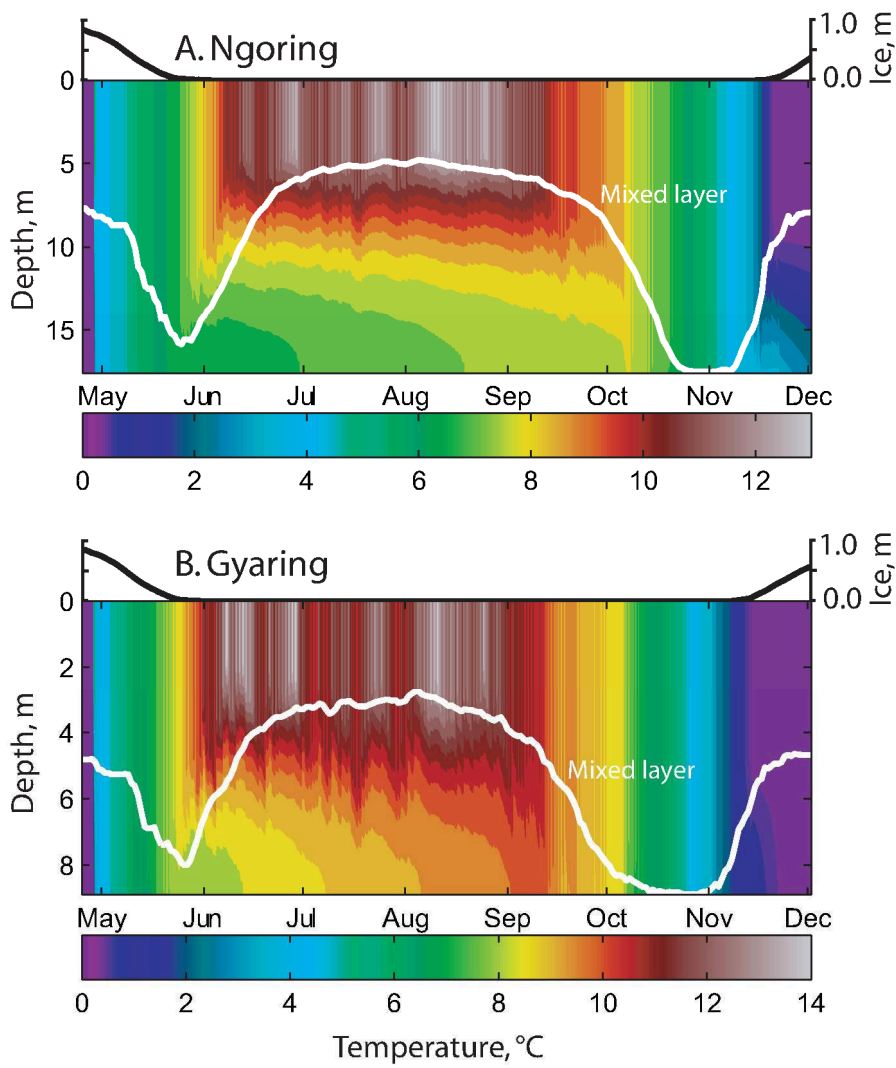 A. Ngoring
1.0
0.0
Ice, m
0
5
10
15
Depth, m
Mixed layer
May Jun Jul Aug Sep Oct Nov Dec
0 2 4 6 8 10 12
B. Gyaring
1.0
0.0
Ice, m
0
2
4
6
8
Depth, m
Mixed layer
May Jun Jul Aug Sep Oct Nov Dec
0 2 4 6 8 10 12 14
Temperature, °C